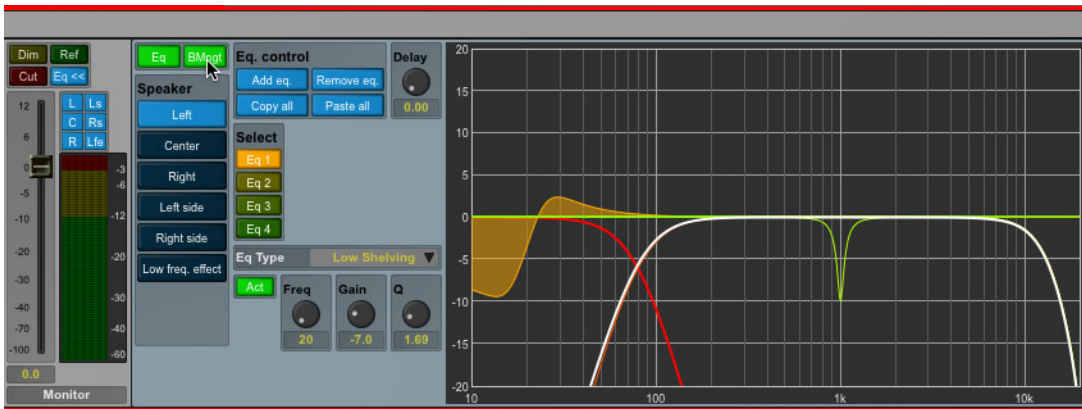 Dim Ref
Cut Eq <<
12
6
0
-5
-10
-20
-30
-40
-70
-100
L Ls
C Rs
R Lfe
-3
-6
-12
-20
-30
-40
-60
0.0
Monitor
Eq BMngt
Speaker
Left
Center
Right
Left side
Right side
Low freq. effect
Eq. control
Add eq. Remove eq.
Copy all Paste all
Delay
0.00
Select
Eq 1
Eq 2
Eq 3
Eq 4
Eq Type Low Shelving
Act Freq Gain Q
20 -7.0 1.69
20
15
10
5
0
-5
-10
-15
-20
10 100 1k 10k